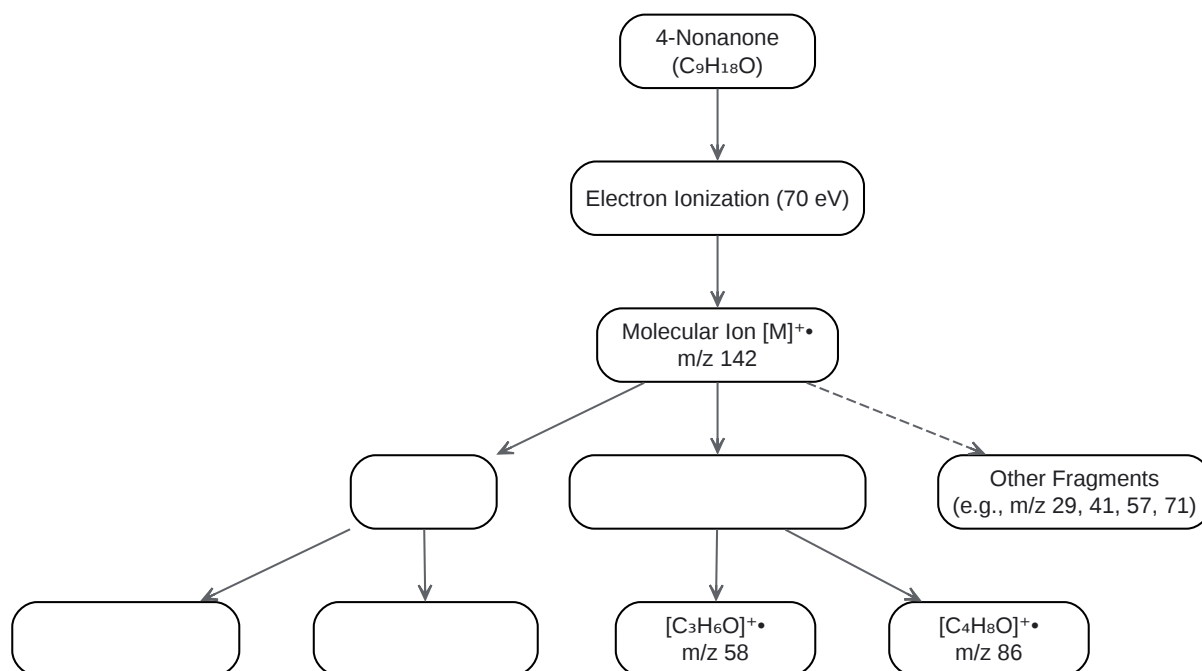 4-Nonanone
(C₉H₁₈O)
Electron Ionization (70 eV)
Molecular Ion [M]⁺•
m/z 142
Other Fragments
(e.g., m/z 29, 41, 57, 71)
[C₃H₆O]⁺•
m/z 58
[C₄H₈O]⁺•
m/z 86